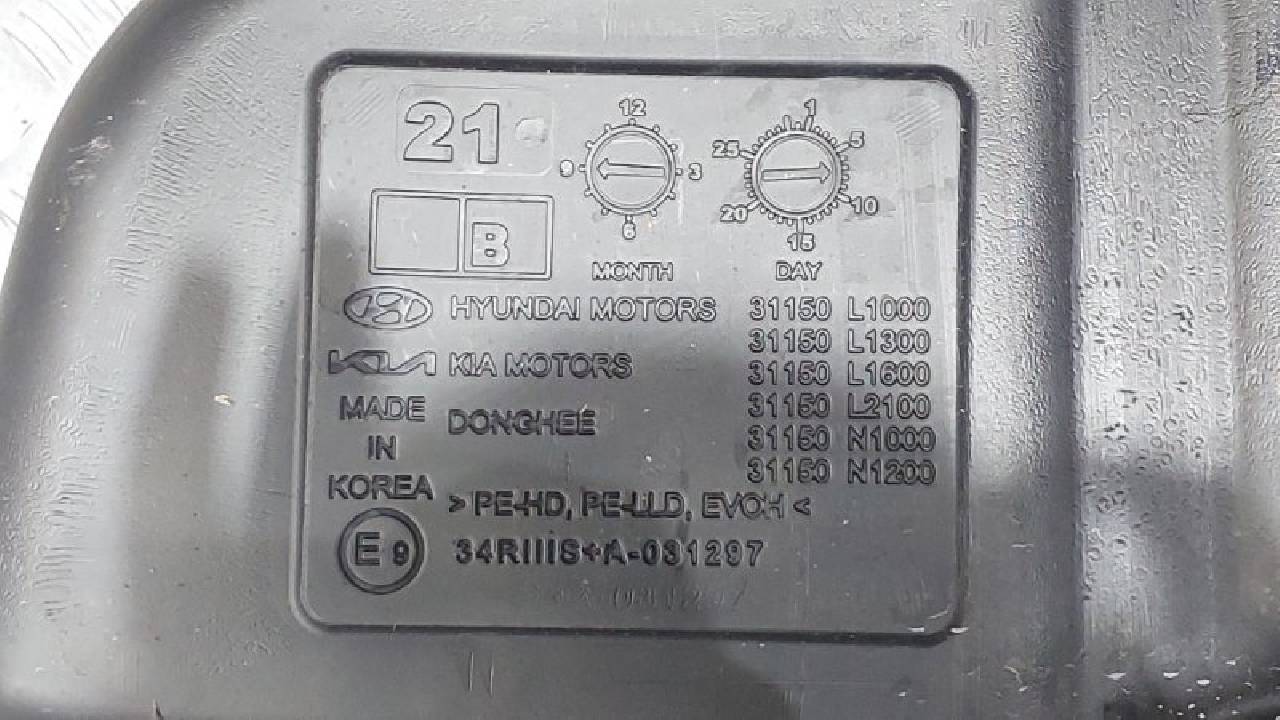 21
12
3
6
9
MONTH
1
5
10
15
20
25
DAY
B
HYUNDAI MOTORS 31150 L1000
31150 L1300
KIA KIA MOTORS 31150 L1600
MADE IN KOREA
DONGHEE 31150 L2100
31150 N1000
31150 N1200
> PE-HD, PE-LLD, EVOH <
E9 34RIIIS+A-031297